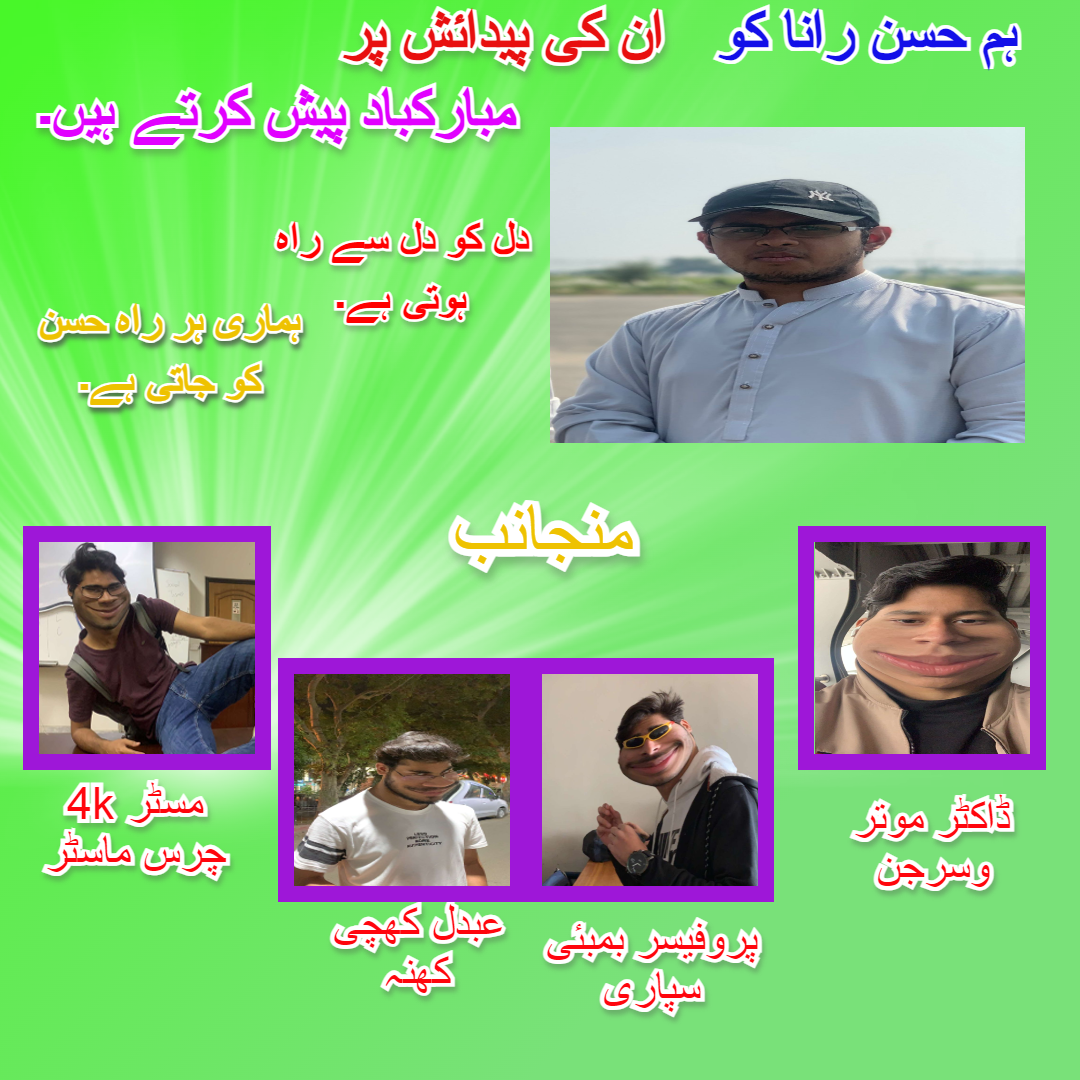 ہم حسن رانا کو ان کی پیدائش پر
مبارکباد پیش کرتے ہیں۔
دل کو دل سے راہ
ہوتی ہے۔
ہماری ہر راہ حسن
کو جاتی ہے۔
منجانب
مسٹر 4k
چرس ماسٹر
عبدل کھچی
کھنہ
پروفیسر بمبئی
سپاری
ڈاکٹر موتر
وسرجن